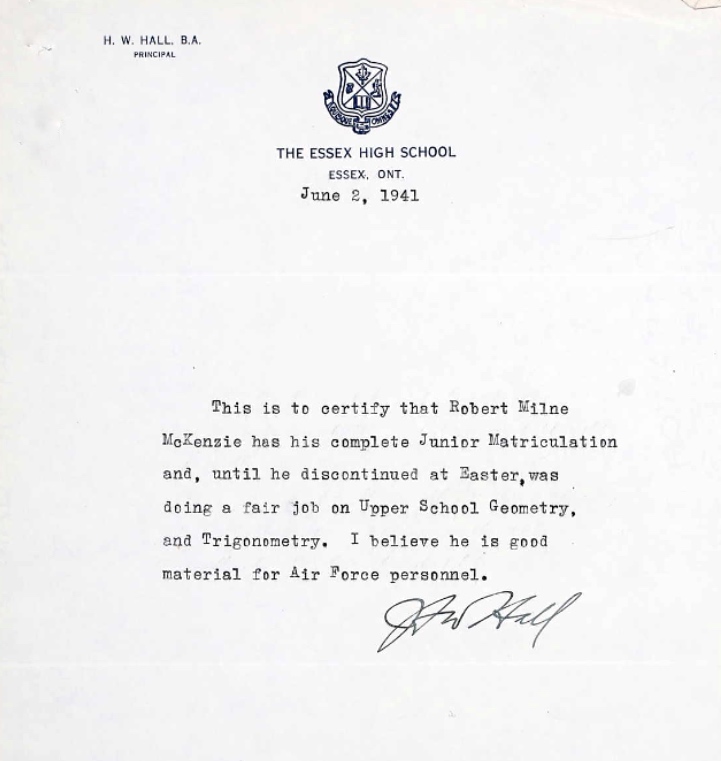 H. W. HALL, B.A.
PRINCIPAL
THE ESSEX HIGH SCHOOL
ESSEX, ONT.
June 2, 1941
This is to certify that Robert Milne
McKenzie has his complete Junior Matriculation
and, until he discontinued at Easter, was
doing a fair job on Upper School Geometry,
and Trigonometry. I believe he is good
material for Air Force personnel.
H W Hall